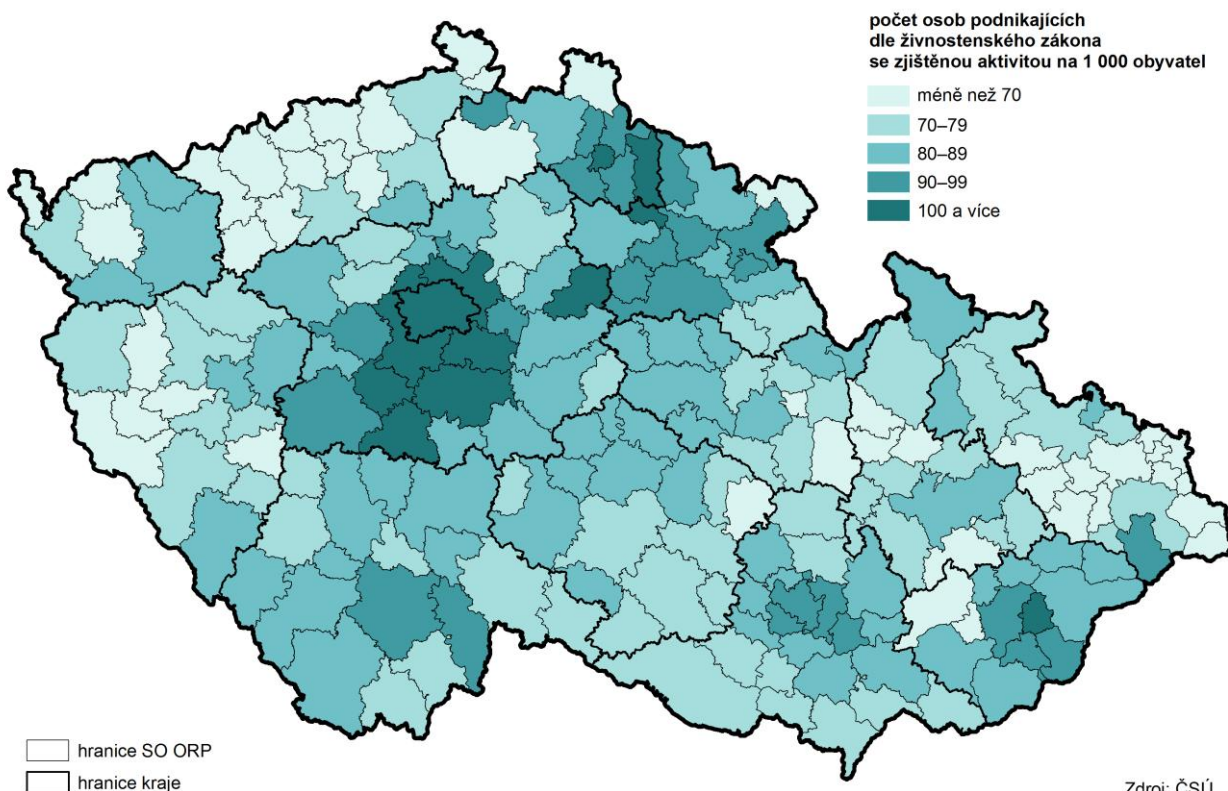 počet osob podnikajících
dle živnostenského zákona
se zjištěnou aktivitou na 1 000 obyvatel
méně než 70
70–79
80–89
90–99
100 a více
hranice SO ORP
hranice kraje
Zdroj: ČSÚ